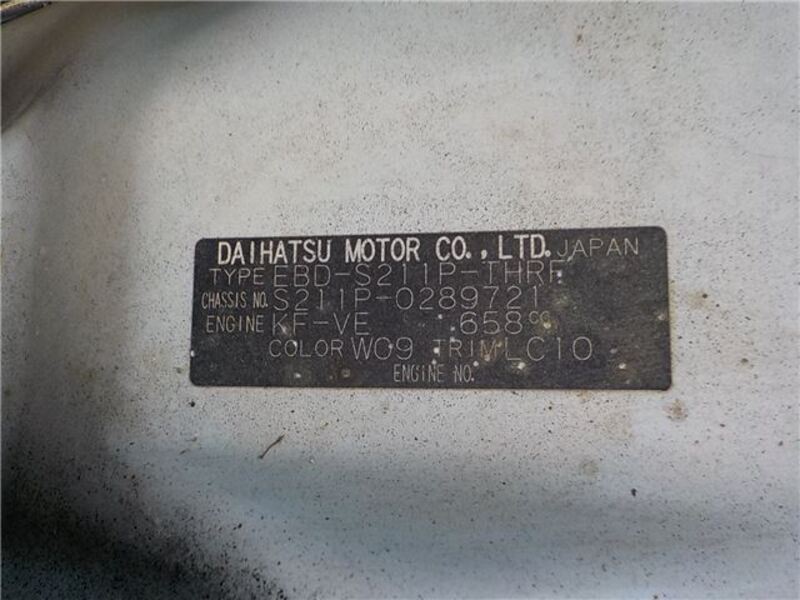 DAIHATSU MOTOR CO., LTD. JAPAN
TYPE EBD-S211P-THRF
CHASSIS NO. S211P-0289721
ENGINE KF-VE 658cc
COLOR W09 TRIM LC10
ENGINE NO.